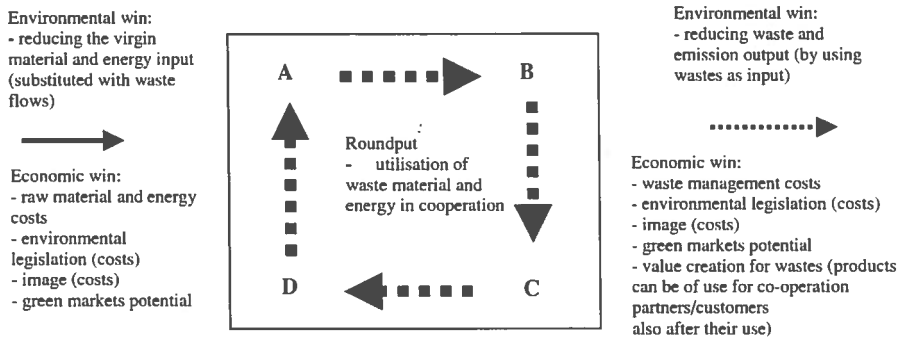 Environmental win:
- reducing the virgin
material and energy input
(substituted with waste
flows)
Economic win:
- raw material and energy
costs
- environmental
legislation (costs)
- image (costs)
- green markets potential
A
B
Roundput
- utilisation of
waste material and
energy in cooperation
D
C
Environmental win:
- reducing waste and
emission output (by using
wastes as input)
Economic win:
- waste management costs
- environmental legislation (costs)
- image (costs)
- green markets potential
- value creation for wastes (products
can be of use for co-operation
partners/customers
also after their use)